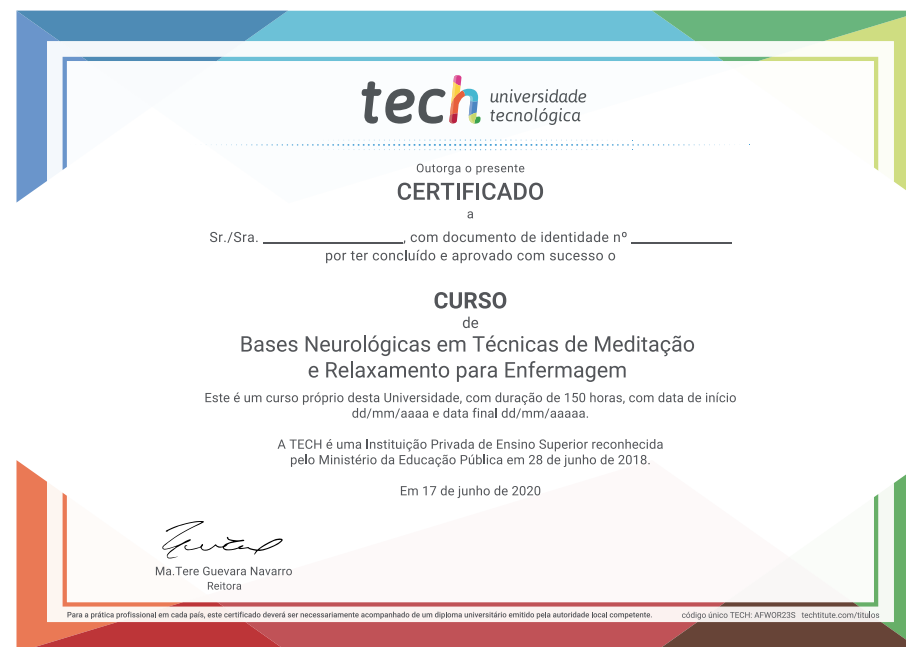 tech universidade
tecnológica
Outorga o presente
CERTIFICADO
a
Sr./Sra. ____________, com documento de identidade nº ____________
por ter concluído e aprovado com sucesso o
CURSO
de
Bases Neurológicas em Técnicas de Meditação
e Relaxamento para Enfermagem
Este é um curso próprio desta Universidade, com duração de 150 horas, com data de início
dd/mm/aaaa e data final dd/mm/aaaaa.
A TECH é uma Instituição Privada de Ensino Superior reconhecida
pelo Ministério da Educação Pública em 28 de junho de 2018.
Em 17 de junho de 2020
Ma.Tere Guevara Navarro
Reitora
Para a prática profissional em cada país, este certificado deverá ser necessariamente acompanhado de um diploma universitário emitido pela autoridade local competente. código único TECH: AFWOR23S techtitute.com/titulos